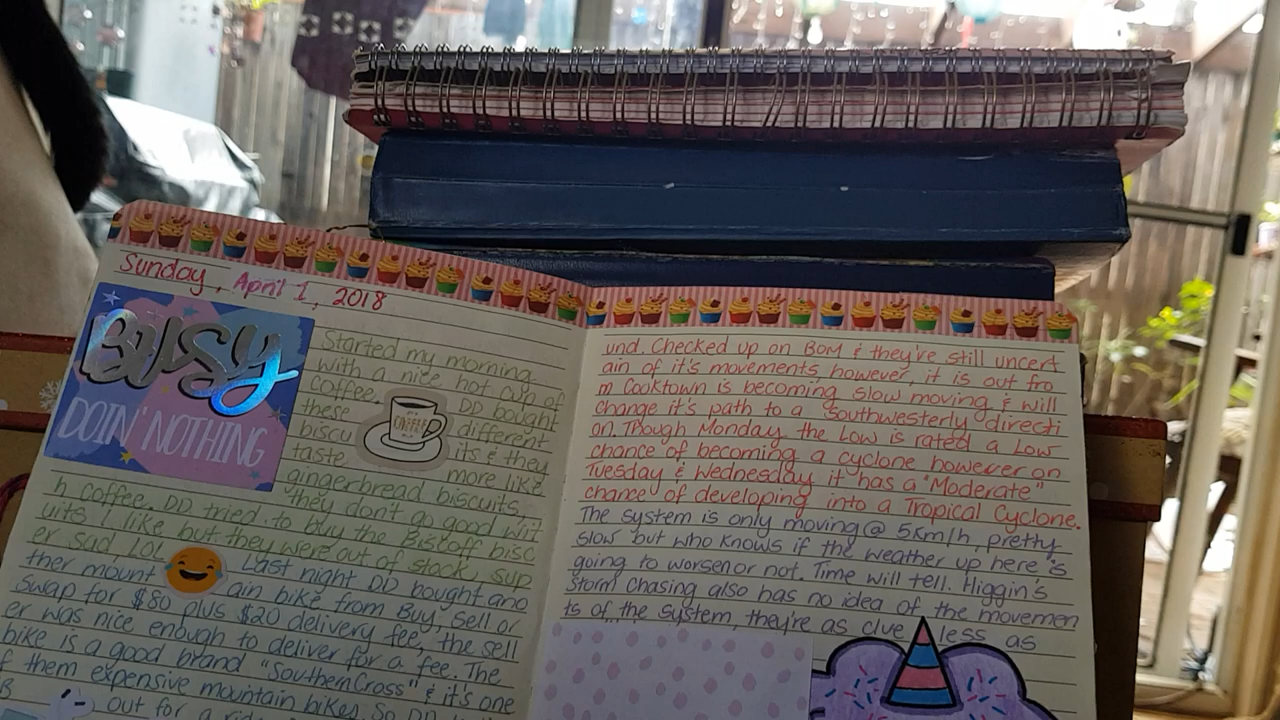 Sunday, April 1, 2018
BUSY
DOIN' NOTHING
Started my morning
with a nice hot cup of
coffee. DD bought
these different
biscu its & they
taste more like
gingerbread biscuits,
they don't go good wit
h coffee. DD tried to buy the Biscoff bisc
uits I like but they were out of stock, sup
er sad, LOL Last night DD bought ano
ther mount ain bike from Buy, Sell or
Swap for $80 plus $20 delivery fee, the sell
er was nice enough to deliver for a fee. The
bike is a good brand "SouthernCross" & it's one
f them expensive mountain bikes. So DD
out for a ride
COFFEE
und. Checked up on BOM & they've still uncert
ain of it's movements however, it is out fro
m Cooktown is becoming slow moving & will
change it's path to a Southwesterly directi
on. Though Monday the Low is rated a Low
chance of becoming a cyclone however on
Tuesday & Wednesday it has a "Moderate"
chance of developing into a Tropical Cyclone.
The system is only moving @ 5Km/h, pretty
slow but who knows if the weather up here 's
going to worsen or not. Time will tell. Higgin's
Storm Chasing also has no idea of the movemen
ts of the system, they're as clue less as